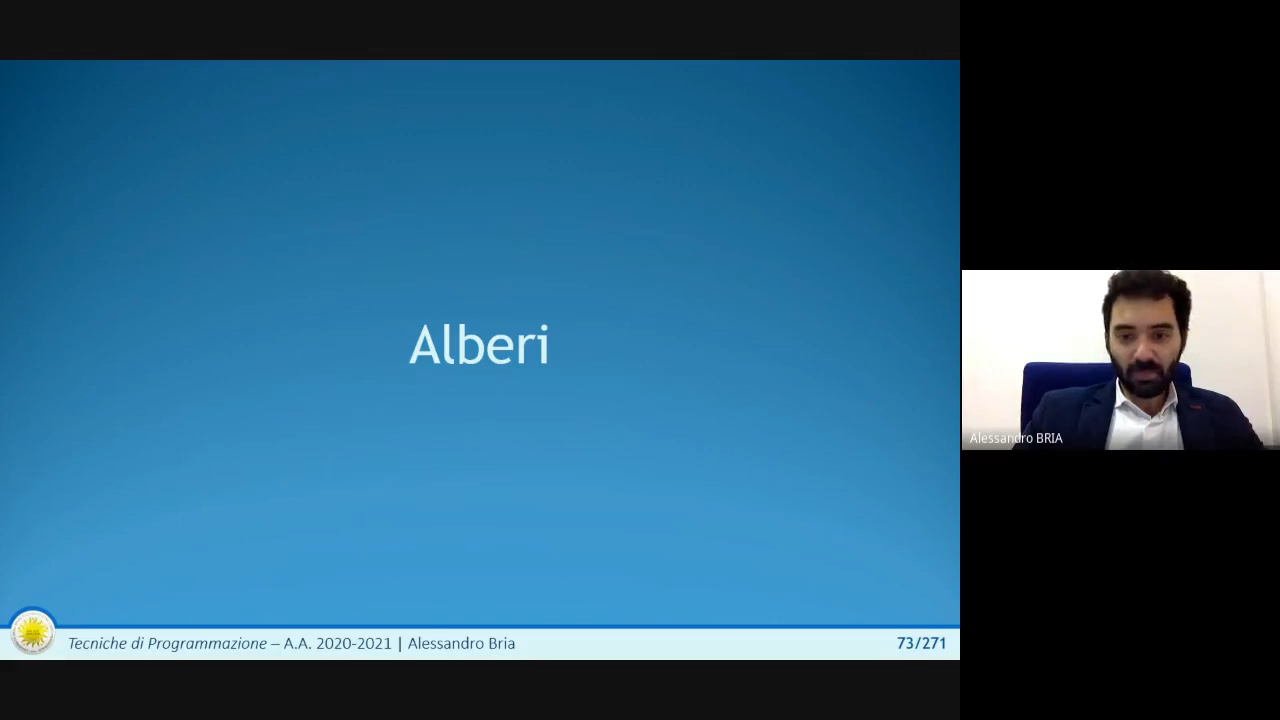 Alberi
Alessandro BRIA
Tecniche di Programmazione – A.A. 2020-2021 | Alessandro Bria
73/271